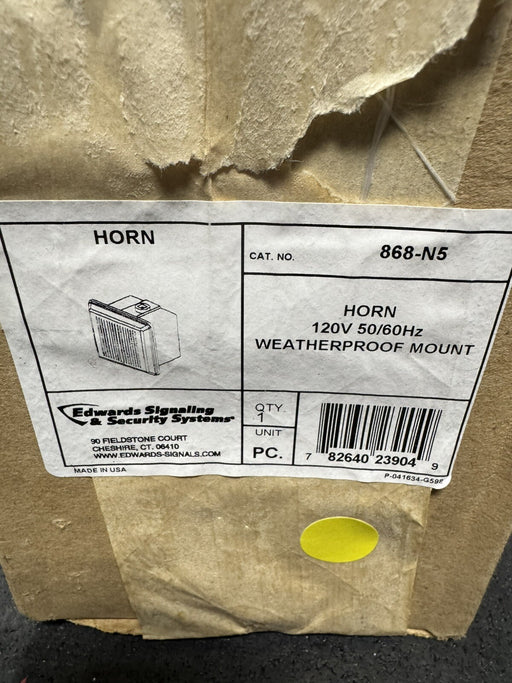 HORN
CAT. NO. 868-N5
HORN
120V 50/60Hz
WEATHERPROOF MOUNT
Edwards Signaling
& Security Systems
90 FIELDSTONE COURT
CHESHIRE, CT. 06410
WWW.EDWARDS-SIGNALS.COM
MADE IN USA
QTY.
1
UNIT
PC.
7 82640 23904 9